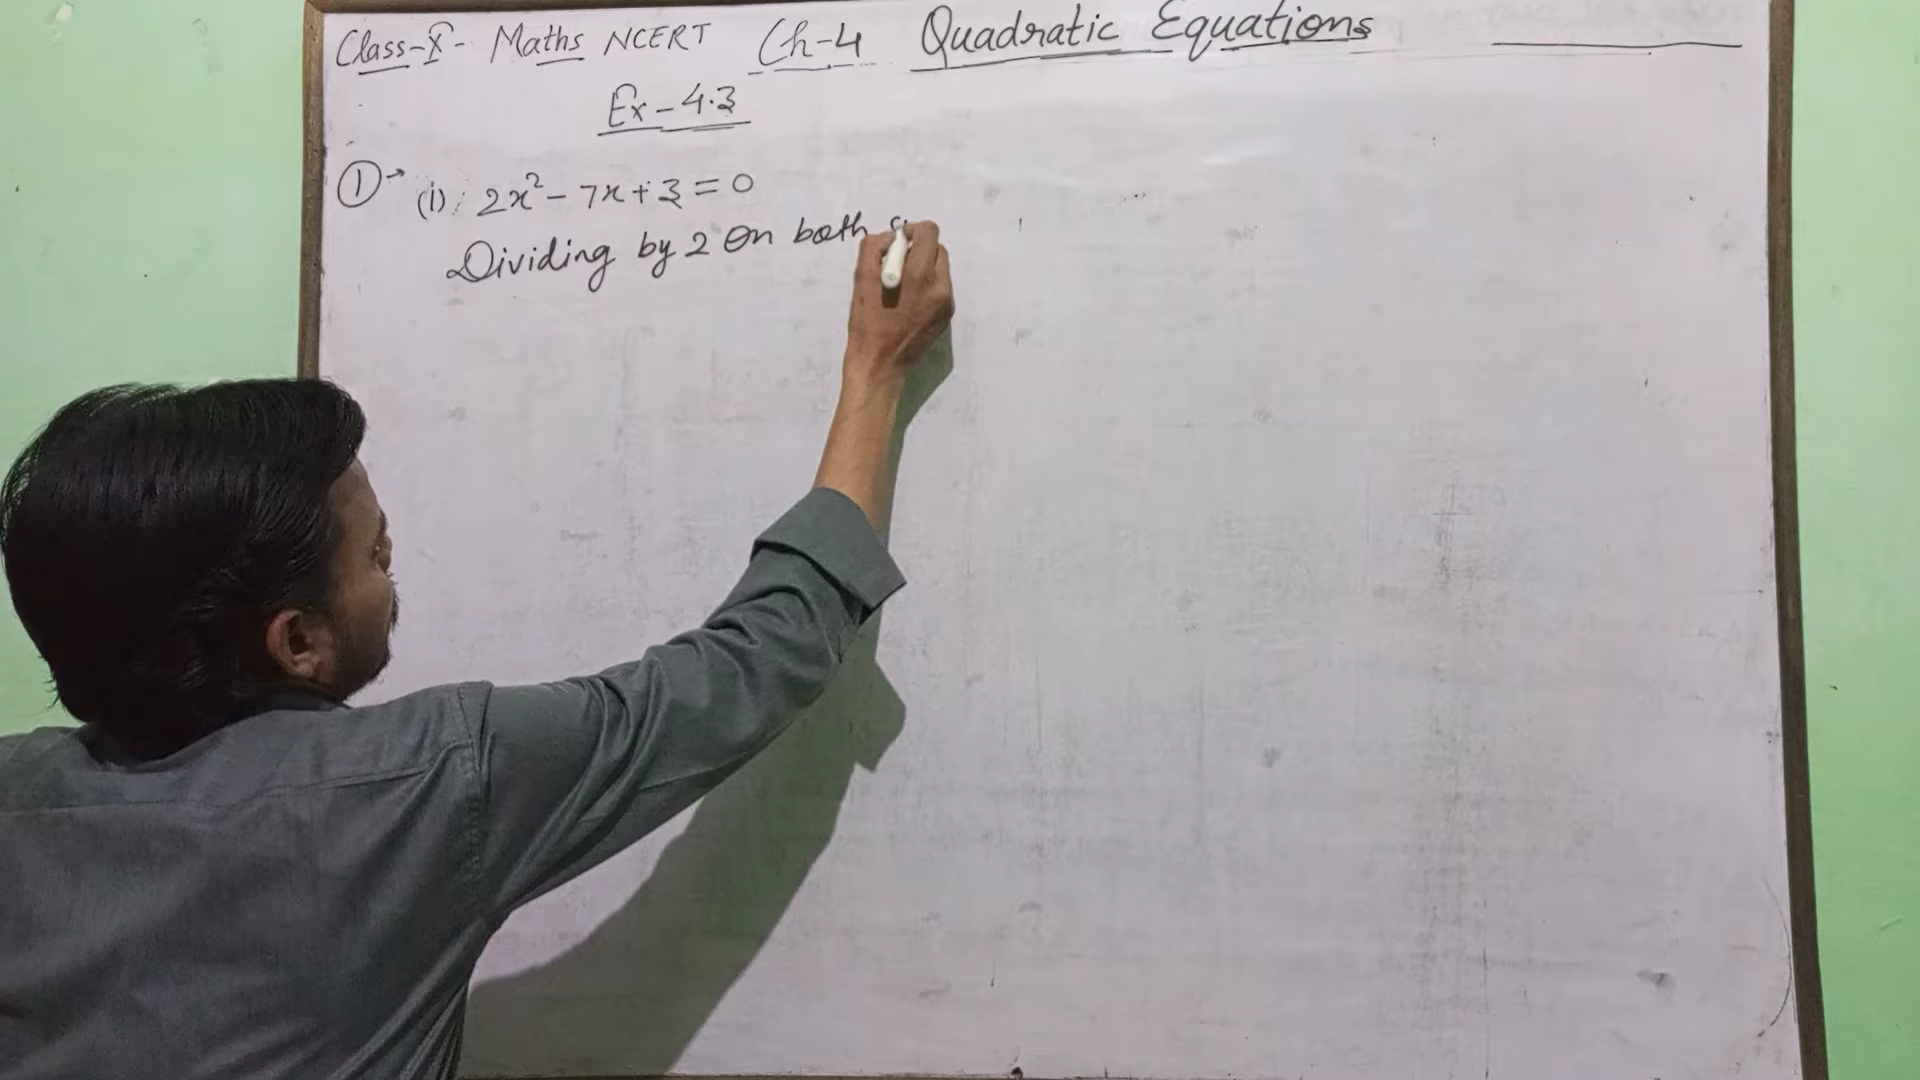 Class-X- Maths NCERT Ch-4 Quadratic Equations
Ex-4.3
① → (i) 2x² - 7x + 3 = 0
Dividing by 2 On both